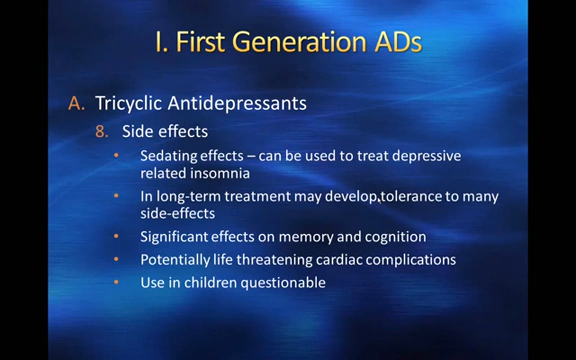 I. First Generation ADs
A. Tricyclic Antidepressants
8. Side effects
• Sedating effects – can be used to treat depressive
related insomnia
• In long-term treatment may develop tolerance to many
side-effects
• Significant effects on memory and cognition
• Potentially life threatening cardiac complications
• Use in children questionable